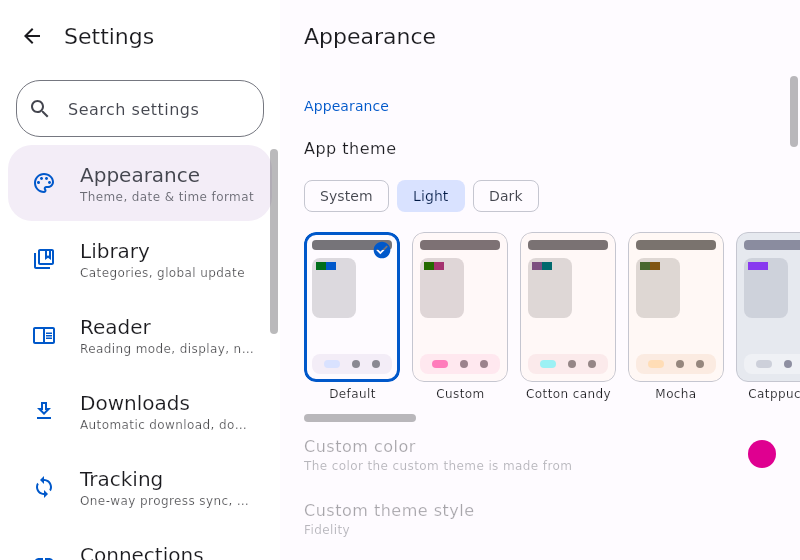 Settings
Search settings
Appearance
Theme, date & time format
Library
Categories, global update
Reader
Reading mode, display, n...
Downloads
Automatic download, do...
Tracking
One-way progress sync, ...
Connections
Appearance
Appearance
App theme
System
Light
Dark
Default
Custom
Cotton candy
Mocha
Catppuc
Custom color
The color the custom theme is made from
Custom theme style
Fidelity